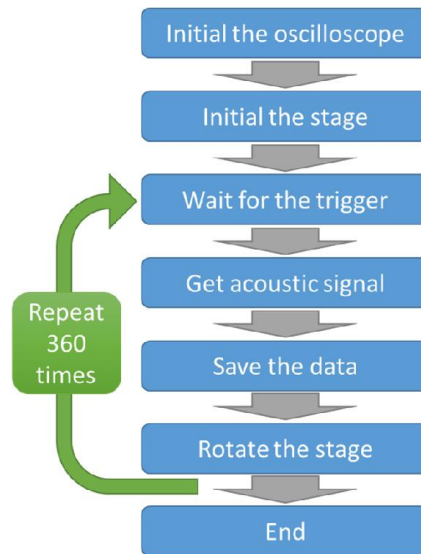 Initial the oscilloscope
Initial the stage
Wait for the trigger
Get acoustic signal
Repeat
360
times
Save the data
Rotate the stage
End